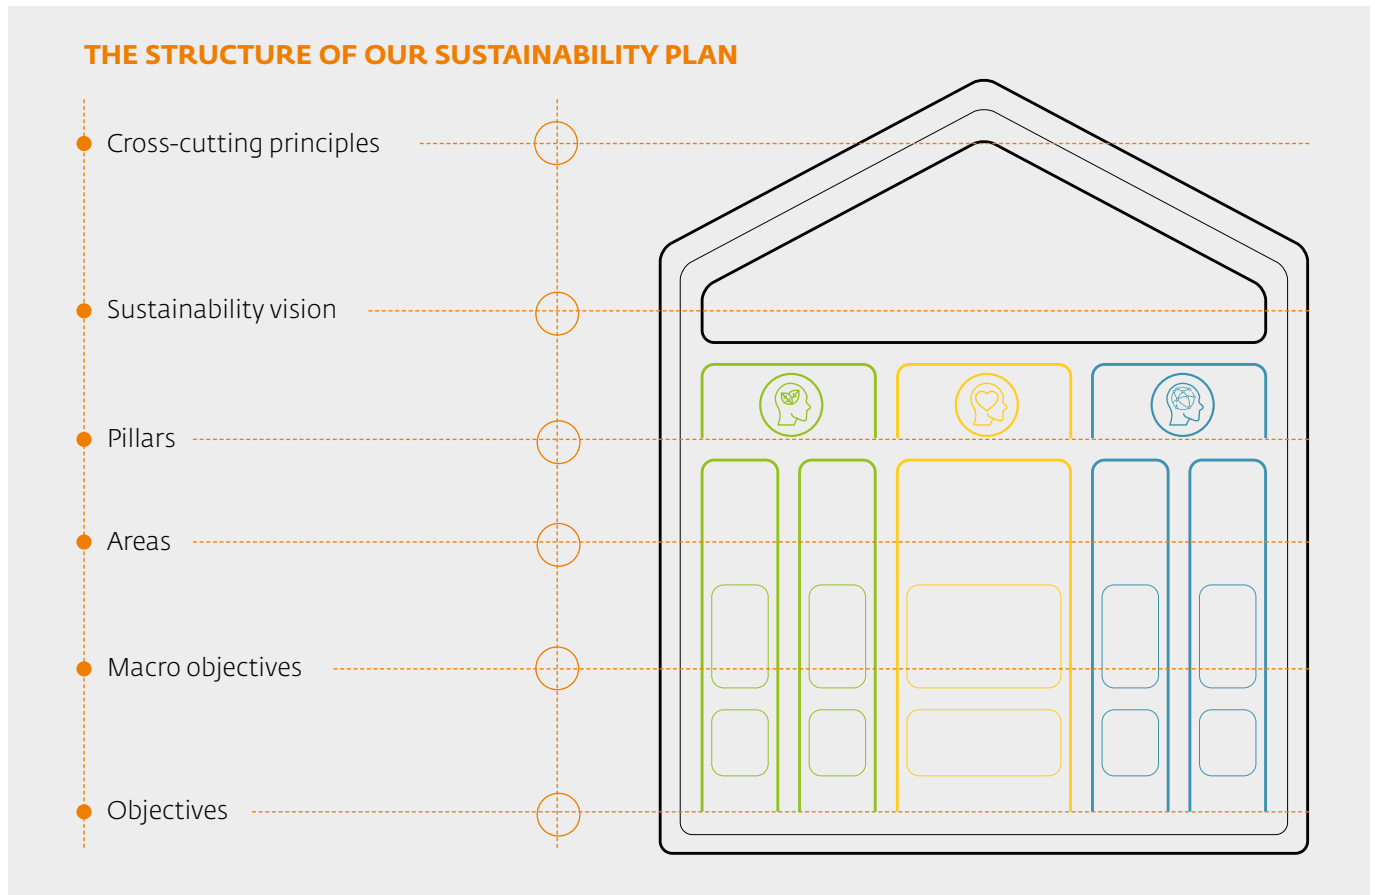 THE STRUCTURE OF OUR SUSTAINABILITY PLAN
Cross-cutting principles
Sustainability vision
Pillars
Areas
Macro objectives
Objectives